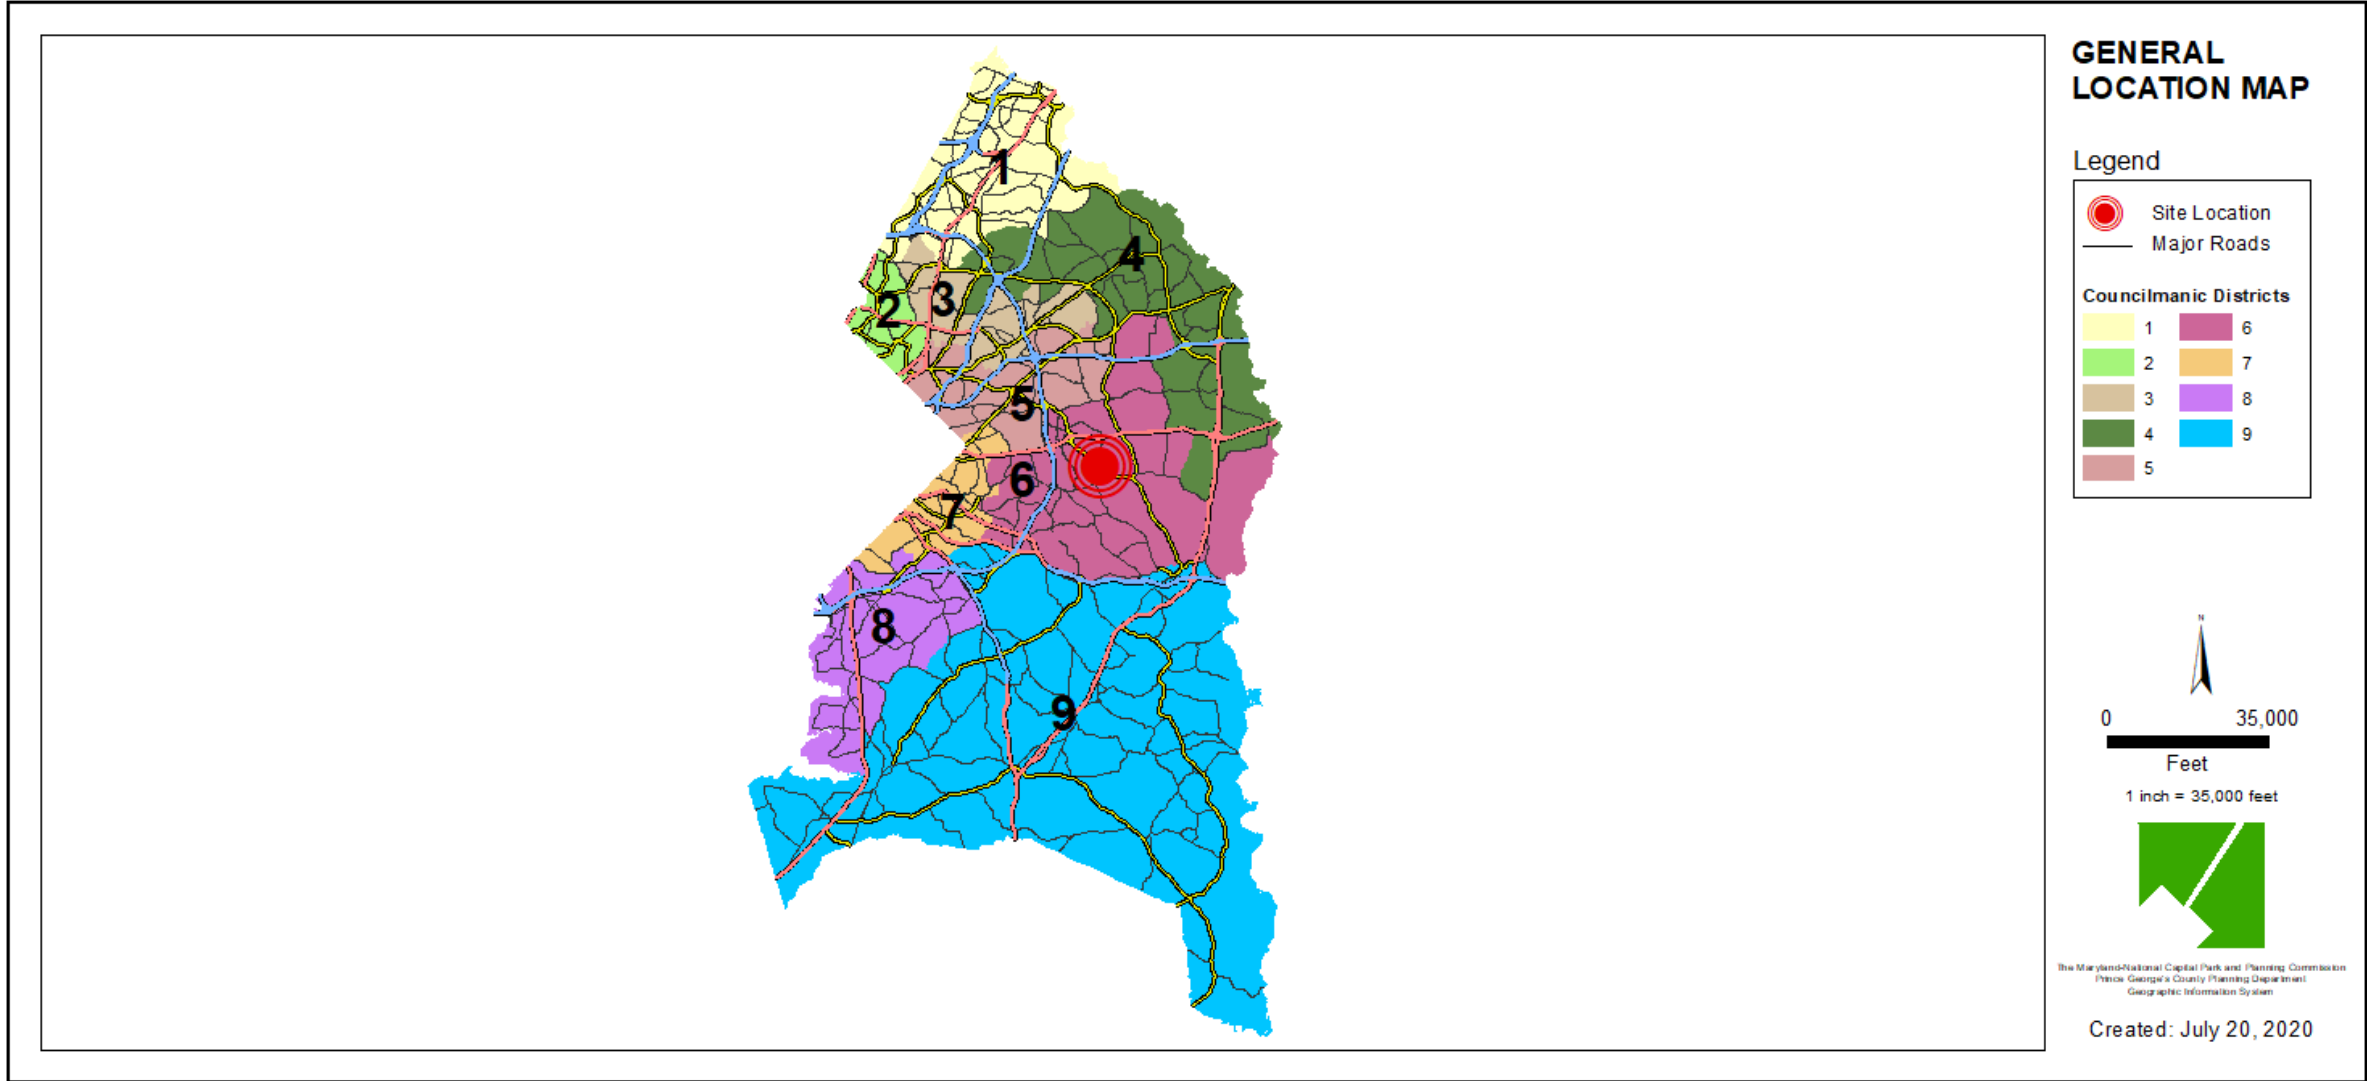 GENERAL
LOCATION MAP
Legend
Site Location
Major Roads
Councilmanic Districts
1 6
2 7
3 8
4 9
5
1
4
2
3
5
6
7
8
9
N
0 35,000
Feet
1 inch = 35,000 feet
The Maryland-National Capital Park and Planning Commission
Prince George's County Planning Department
Geographic Information System
Created: July 20, 2020